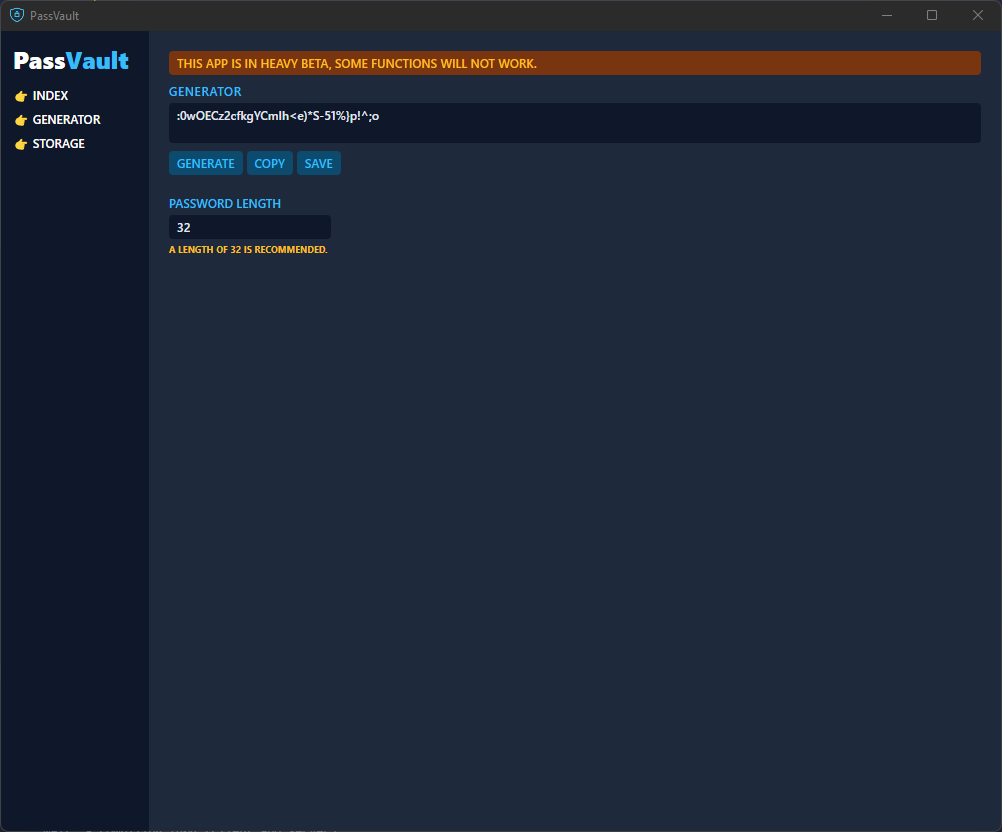 PassVault
PassVault
👉 INDEX
👉 GENERATOR
👉 STORAGE
THIS APP IS IN HEAVY BETA, SOME FUNCTIONS WILL NOT WORK.
GENERATOR
:0wOECz2cfkgYCmIh<e)*S-51%}p!^;o
GENERATE COPY SAVE
PASSWORD LENGTH
32
A LENGTH OF 32 IS RECOMMENDED.